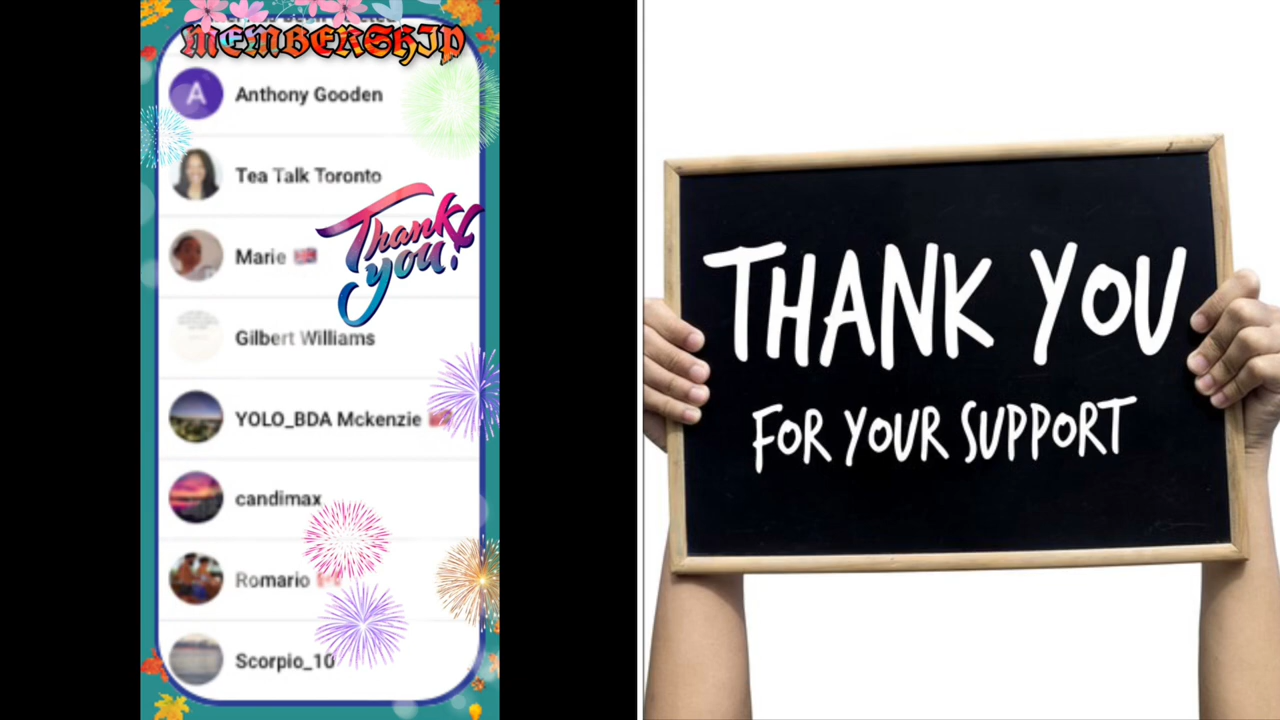 MEMBERSHIP
A Anthony Gooden
Tea Talk Toronto
Thank
you!
Marie
Gilbert Williams
YOLO_BDA Mckenzie
candimax
Romario
Scorpio_10
THANK YOU
FOR YOUR SUPPORT